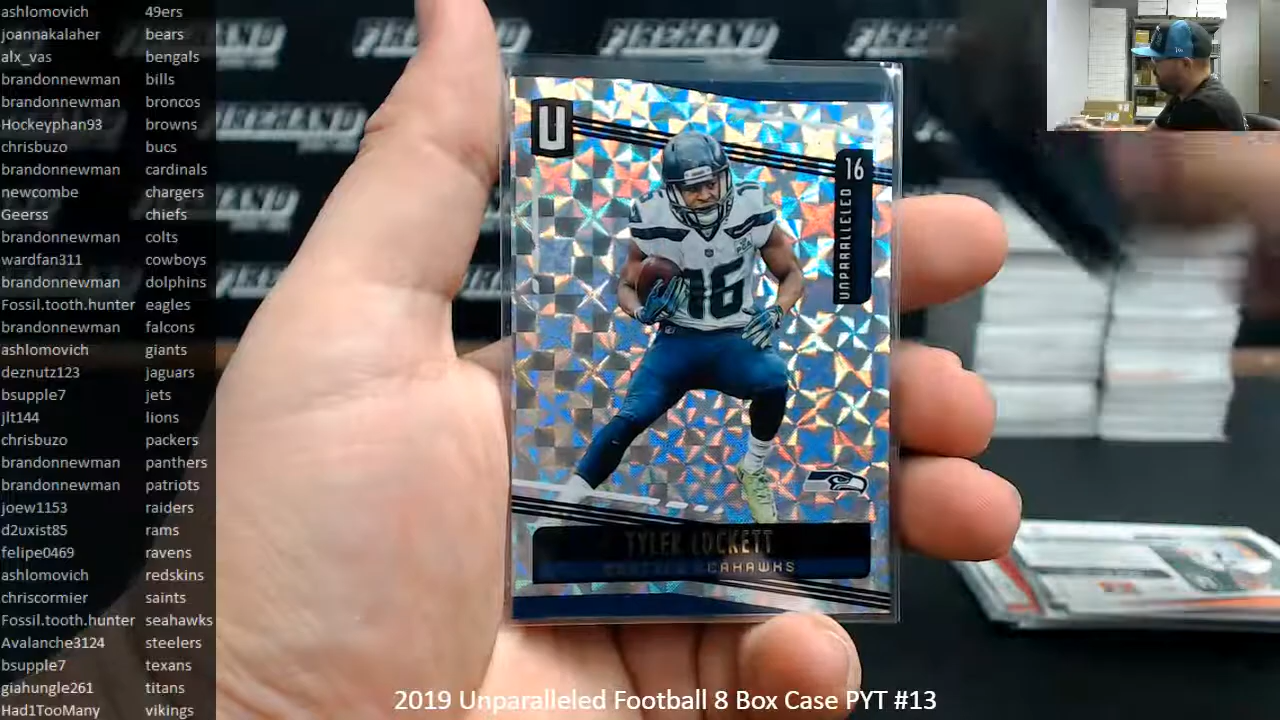 ashlomovich 49ers
joannakalaher bears
alx_vas bengals
brandonnewman bills
brandonnewman broncos
Hockeyphan93 browns
chrisbuzo bucs
brandonnewman cardinals
newcombe chargers
Geerss chiefs
brandonnewman colts
wardfan311 cowboys
brandonnewman dolphins
Fossil.tooth.hunter eagles
brandonnewman falcons
ashlomovich giants
deznutz123 jaguars
bsupple7 jets
jlt144 lions
chrisbuzo packers
brandonnewman panthers
brandonnewman patriots
joew1153 raiders
d2uxist85 rams
felipe0469 ravens
ashlomovich redskins
chriscormier saints
Fossil.tooth.hunter seahawks
Avalanche3124 steelers
bsupple7 texans
giahungle261 titans
Had1TooMany vikings
FIREHAND FIREHAND FIREHAND
U
16
UNPARALLELED
16
TYLER LOCKETT
SEAHAWKS
2019 Unparalleled Football 8 Box Case PYT #13